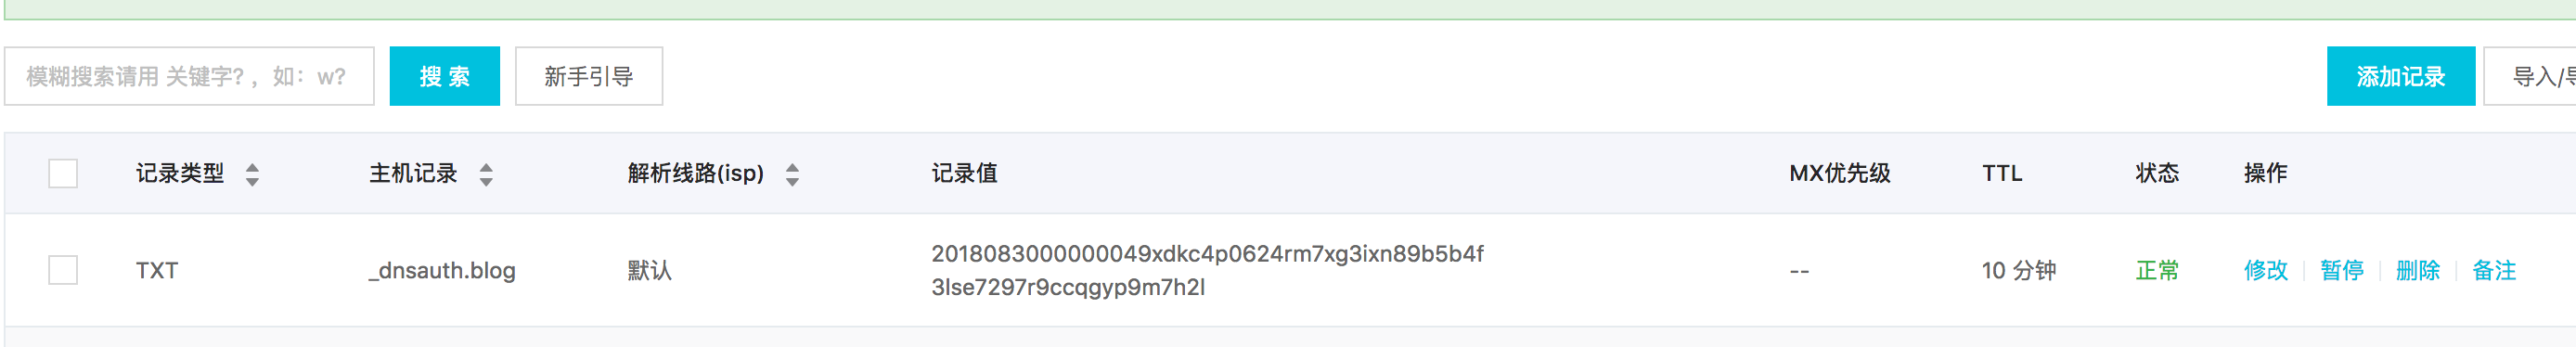 模糊搜索请用 关键字? ，如：w?
搜 索
新手引导
添加记录
导入/
记录类型
主机记录
解析线路(isp)
记录值
MX优先级
TTL
状态
操作
TXT
_dnsauth.blog
默认
2018083000000049xdkc4p0624rm7xg3ixn89b5b4f
3lse7297r9ccqgyp9m7h2l
--
10 分钟
正常
修改
暂停
删除
备注